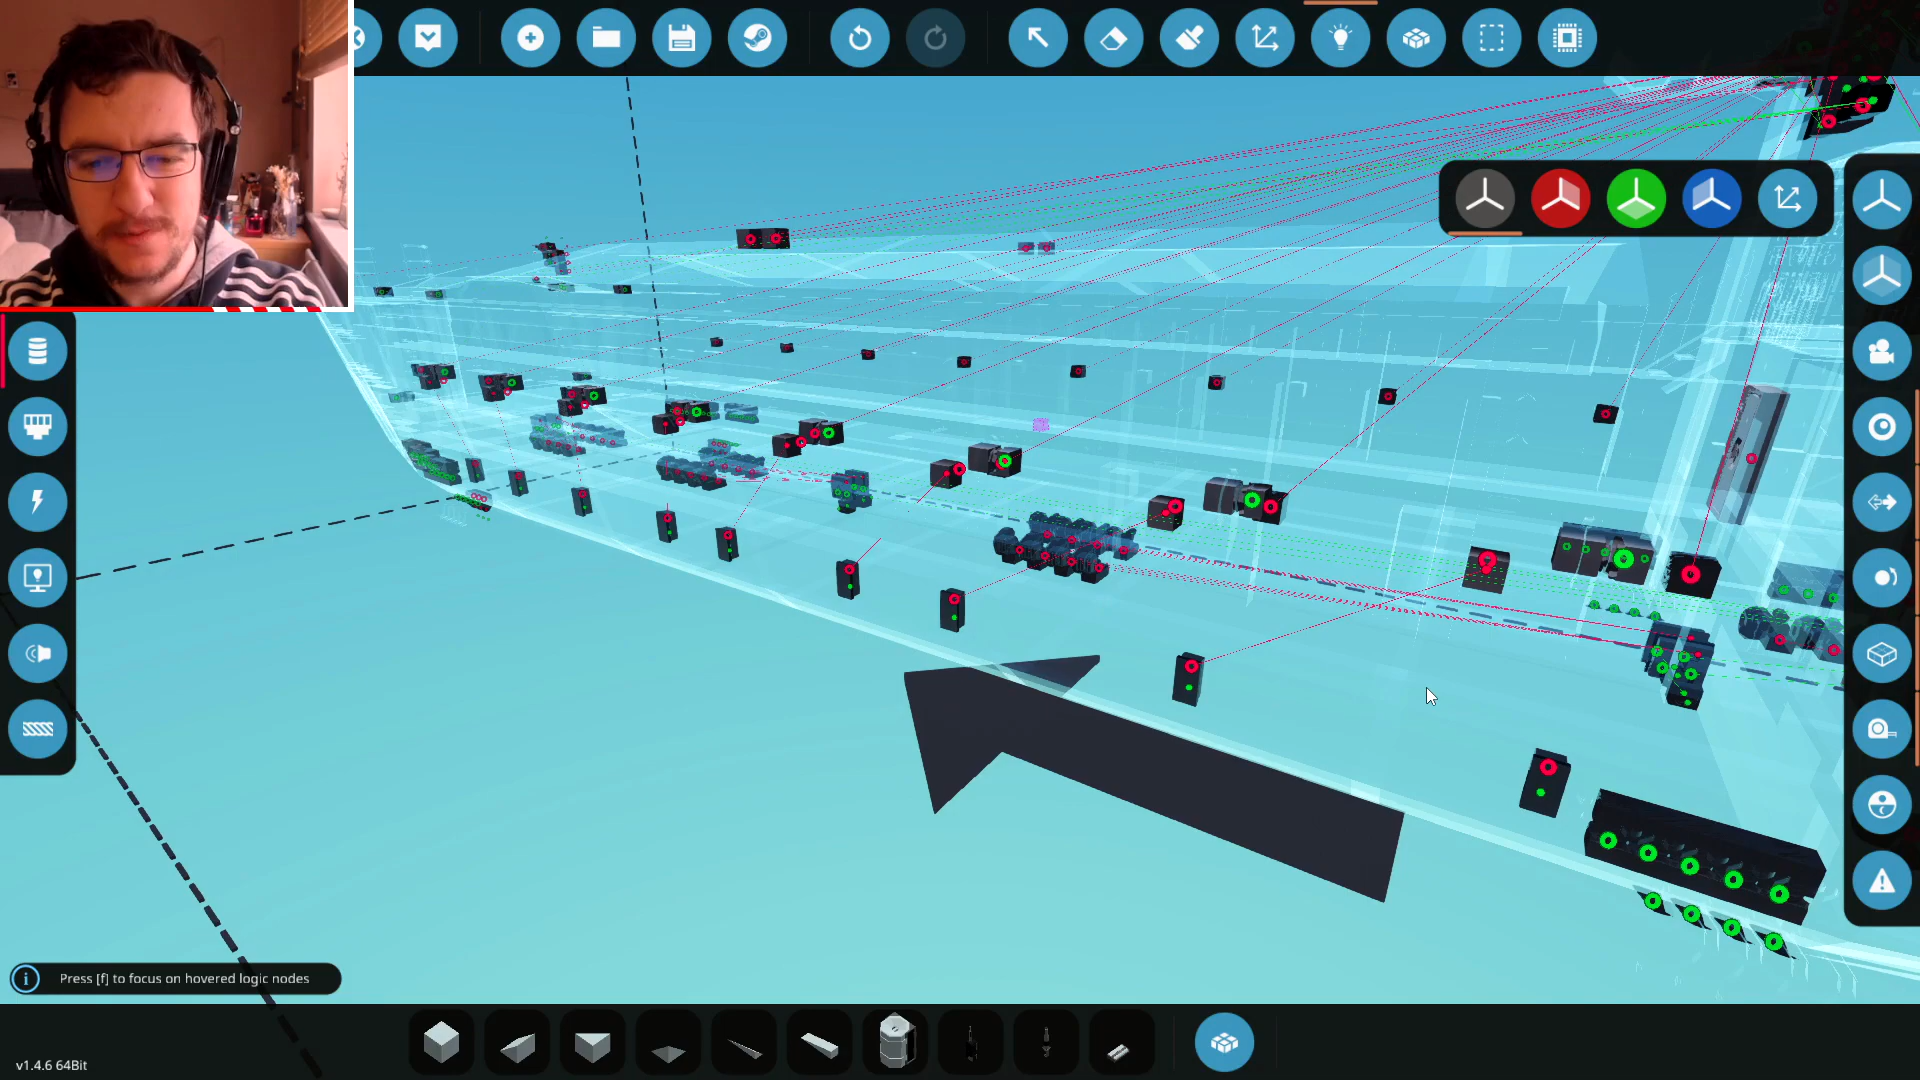 Press [f] to focus on hovered logic nodes
v1.4.6 64Bit